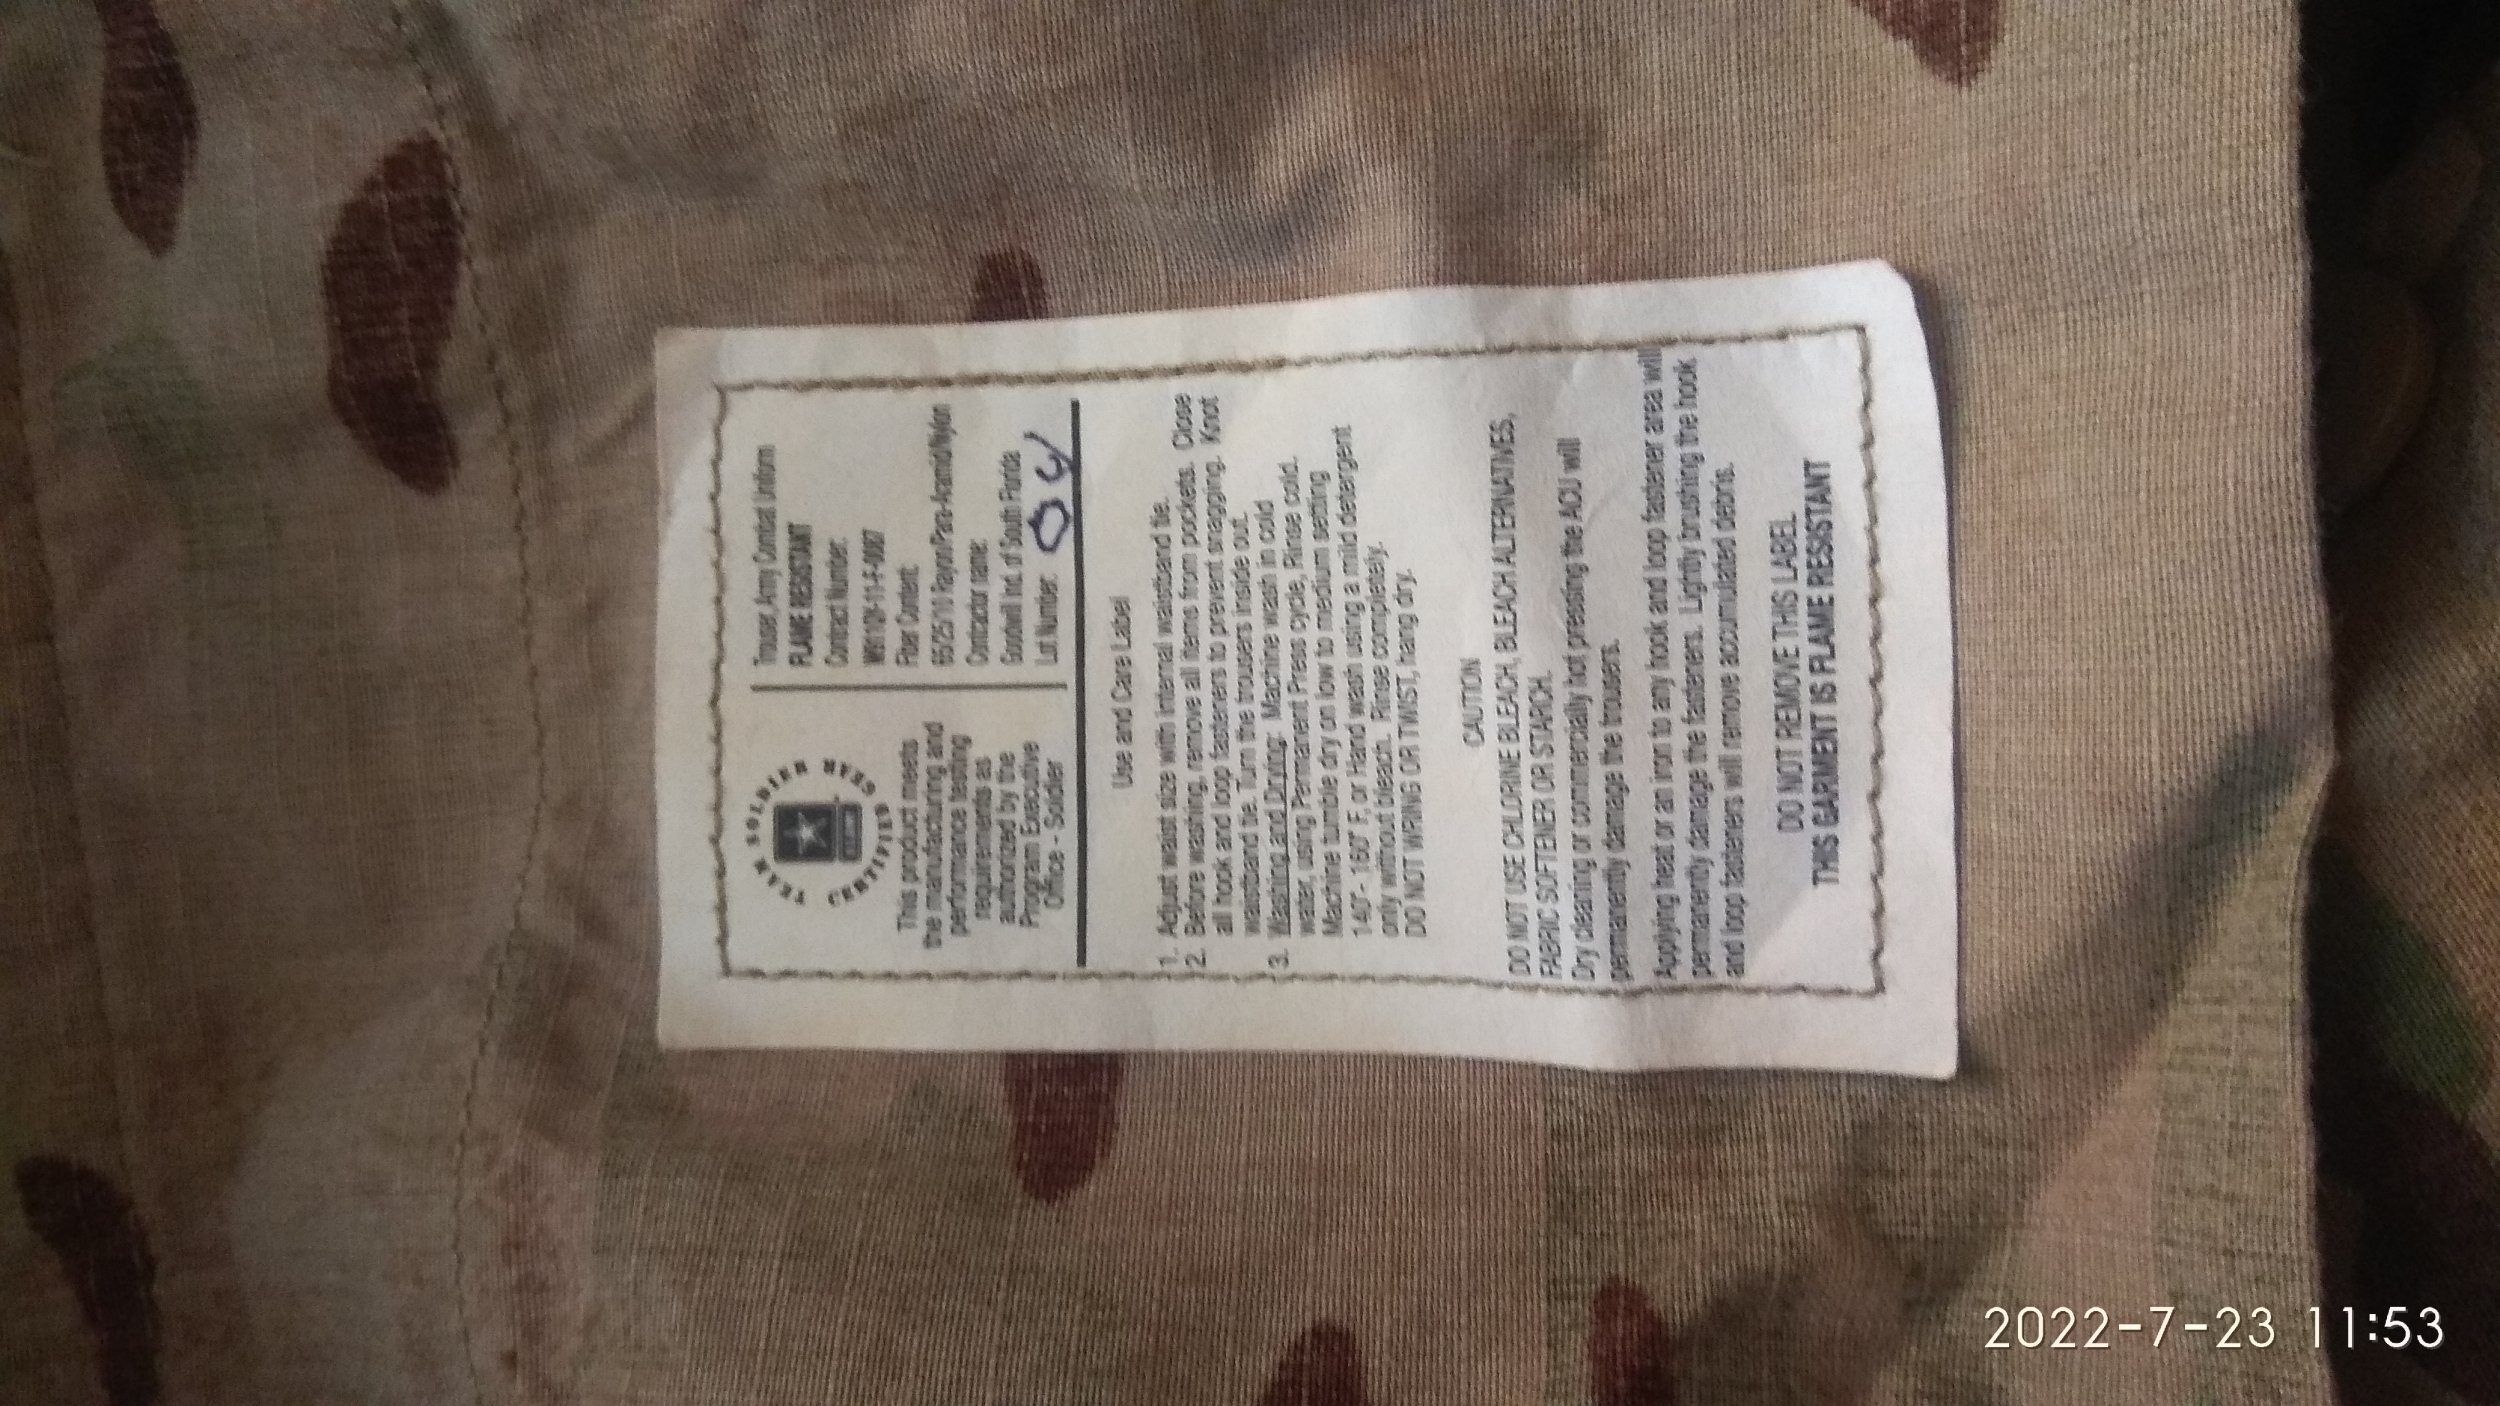 TEAM SOLDIER
CERTIFIED GEAR
This product meets
the manufacturing and
performance testing
requirements as
authorized by the
Program Executive
Office - Soldier
Trouser, Army Combat Uniform
FLAME RESISTANT
Contract Number:
Fiber Content:
65/25/10 Rayon/Para-Aramid/Nylon
Contractor name:
Goodwill Ind. of South Florida
Lot Number: 04
Use and Care Label
1. Adjust waist size with internal waistband tie.
2. Before washing, remove all items from pockets. Close
all hook and loop fasteners to prevent snagging. Knot
waistband tie. Turn the trousers inside out.
3. Washing and Drying: Machine wash in cold
water, using Permanent Press cycle, Rinse cold.
Machine tumble dry on low to medium setting
140° - 160° F, or Hand wash using a mild detergent
only without bleach. Rinse completely.
DO NOT WRING OR TWIST, hang dry.
CAUTION
DO NOT USE CHLORINE BLEACH, BLEACH ALTERNATIVES,
FABRIC SOFTENER OR STARCH.
Dry cleaning or commercially hot pressing the ACU will
permanently damage the trousers.
Applying heat or an iron to any hook and loop fastener area will
permanently damage the fasteners. Lightly brushing the hook
and loop fasteners will remove accumulated debris.
DO NOT REMOVE THIS LABEL
THIS GARMENT IS FLAME RESISTANT
2022-7-23 11:53